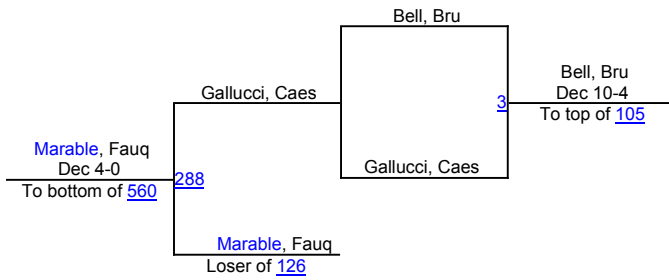 Bell, Bru
Gallucci, Caes
Bell, Bru
Dec 10-4
3
To top of 105
Marable, Fauq
Dec 4-0
288
To bottom of 560
Gallucci, Caes
Marable, Fauq
Loser of 126